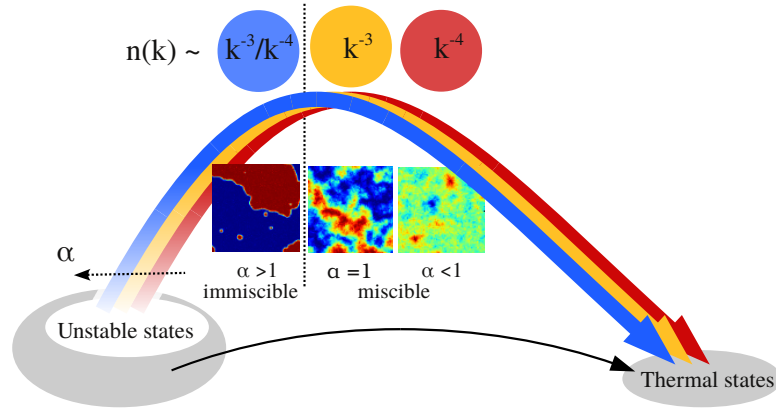 n(k) ~ k⁻³/k⁻⁴ k⁻³ k⁻⁴
α
α >1 α =1 α <1
immiscible miscible
Unstable states
Thermal states